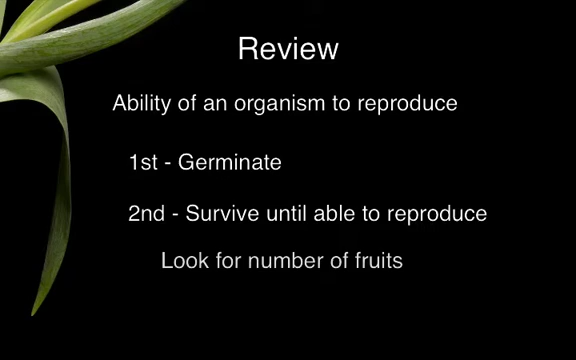 Review
Ability of an organism to reproduce
1st - Germinate
2nd - Survive until able to reproduce
Look for number of fruits